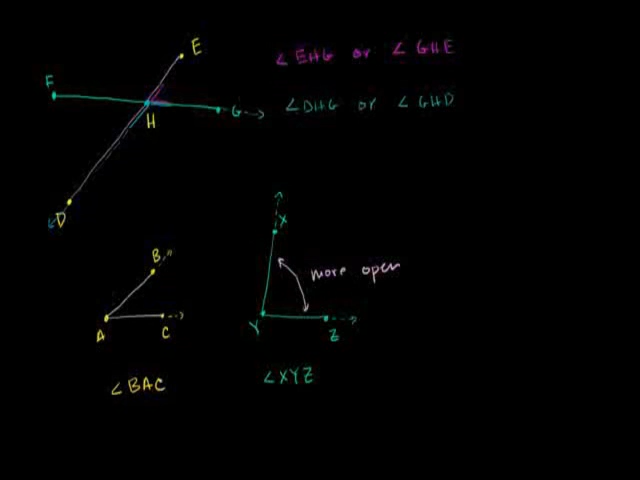 E
∠ EHG or ∠ GHE
F
G
∠DHG or ∠ GHD
H
D
X
B
more open
A
C
Y
Z
∠BAC
∠XYZ